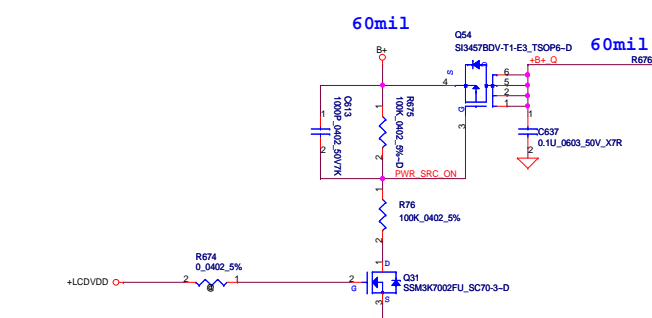 60mil
Q54
SI3457BDV-T1-E3_TSOP6~D
60mil
B+
+B+_Q
R676
S
4
6
5
2
1
G
3
1
C613
1000P_0402_50V7K
2
1
R675
100K_0402_5%~D
2
1
C637
0.1U_0603_50V_X7R
2
PWR_SRC_ON
1
R76
100K_0402_5%
2
R674
0_0402_5%
+LCDVDD
2
1
@
1
D
2
G
Q31
SSM3K7002FU_SC70-3~D
3
S